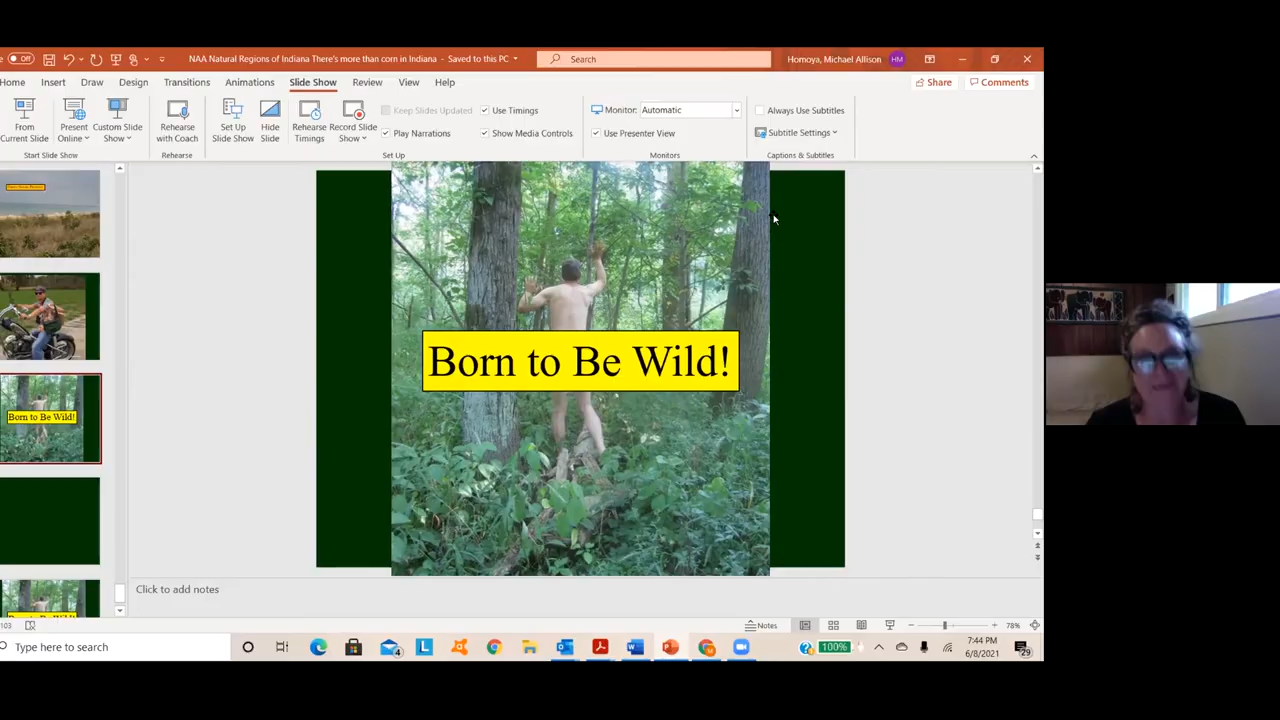 Off
NAA Natural Regions of Indiana There's more than corn in Indiana - Saved to this PC
Search
Homoya, Michael Allison
HM
Home Insert Draw Design Transitions Animations Slide Show Review View Help
Share
Comments
From
Current Slide
Present
Online
Custom Slide
Show
Rehearse
with Coach
Set Up
Slide Show
Hide
Slide
Rehearse
Timings
Record Slide
Show
Keep Slides Updated
Play Narrations
Use Timings
Show Media Controls
Monitor: Automatic
Use Presenter View
Always Use Subtitles
Subtitle Settings
Start Slide Show
Rehearse
Set Up
Monitors
Captions & Subtitles
Born to Be Wild!
Born to Be Wild!
Click to add notes
103
Notes
78%
Type here to search
4
100%
7:44 PM
6/8/2021
29